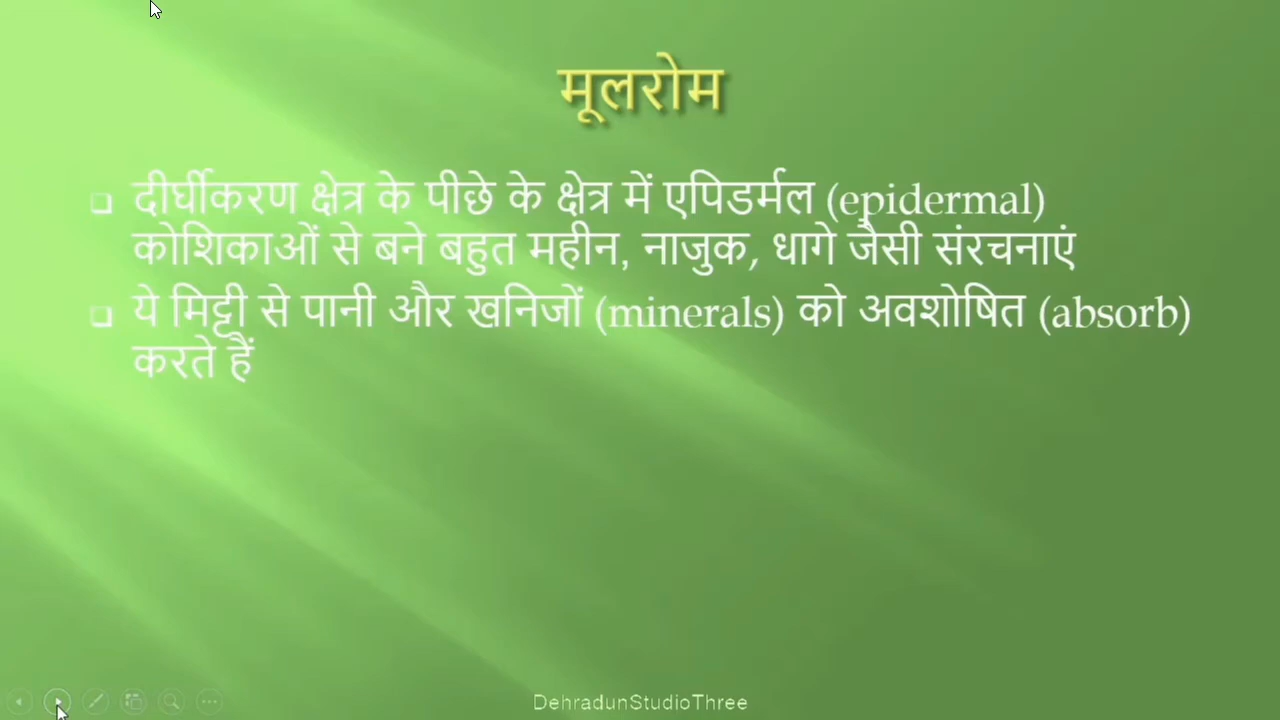 मूलरोम
दीर्घीकरण क्षेत्र के पीछे के क्षेत्र में एपिडर्मल (epidermal)
कोशिकाओं से बने बहुत महीन, नाजुक, धागे जैसी संरचनाएं
ये मिट्टी से पानी और खनिजों (minerals) को अवशोषित (absorb)
करते हैं
DehradunStudioThree